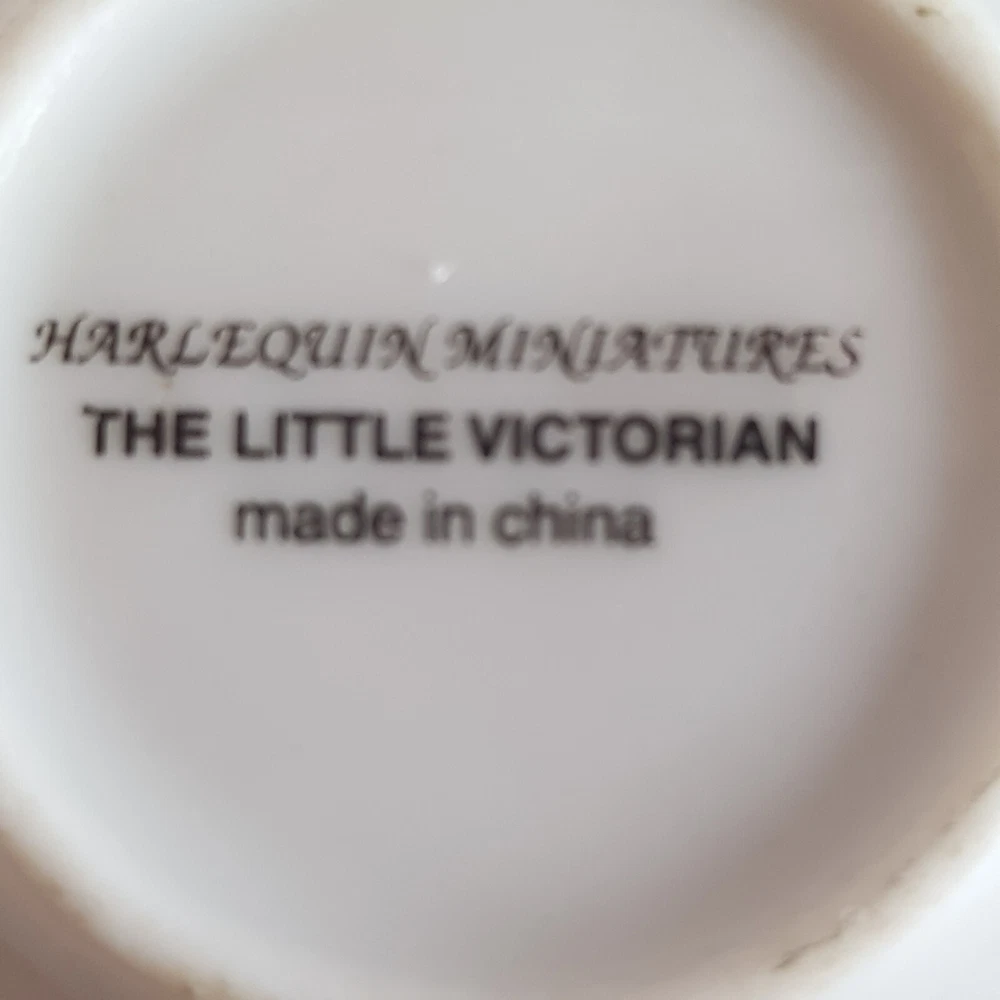 HARLEQUIN MINIATURES
THE LITTLE VICTORIAN
made in china